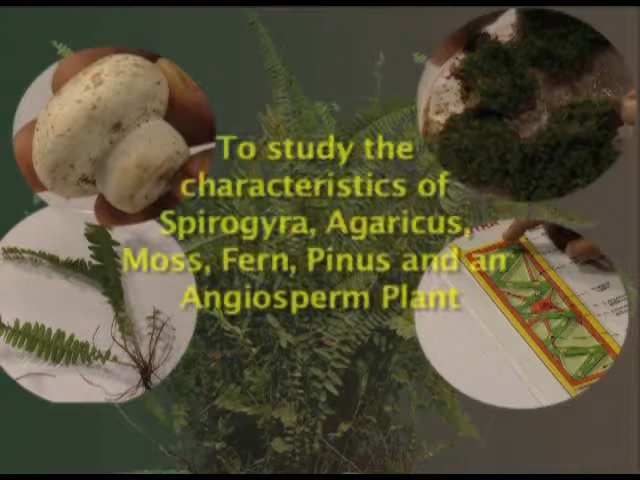 To study the
characteristics of
Spirogyra, Agaricus,
Moss, Fern, Pinus and an
Angiosperm Plant